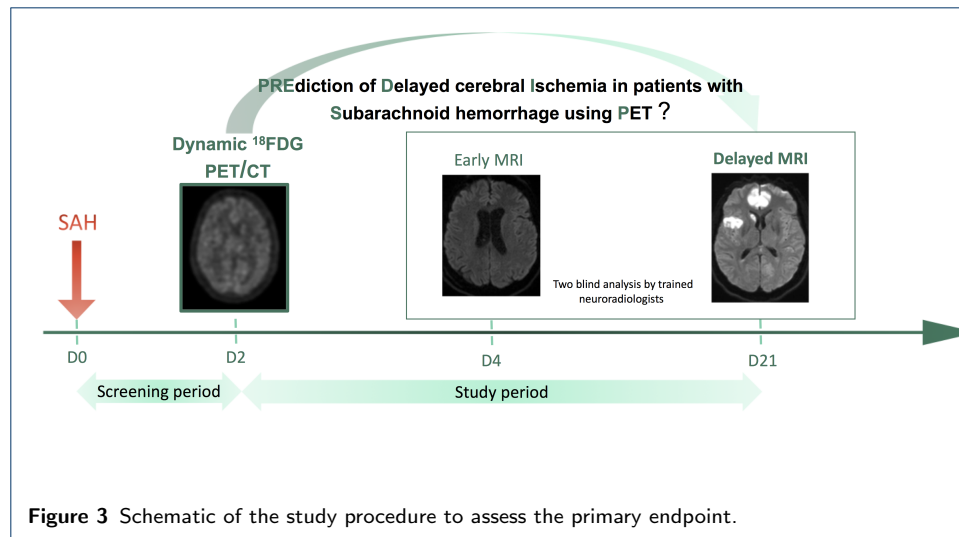 PREdiction of Delayed cerebral Ischemia in patients with
Subarachnoid hemorrhage using PET ?
Dynamic ¹⁸FDG
PET/CT
Early MRI
Delayed MRI
SAH
Two blind analysis by trained
neuroradiologists
D0
D2
D4
D21
Screening period
Study period
Figure 3 Schematic of the study procedure to assess the primary endpoint.